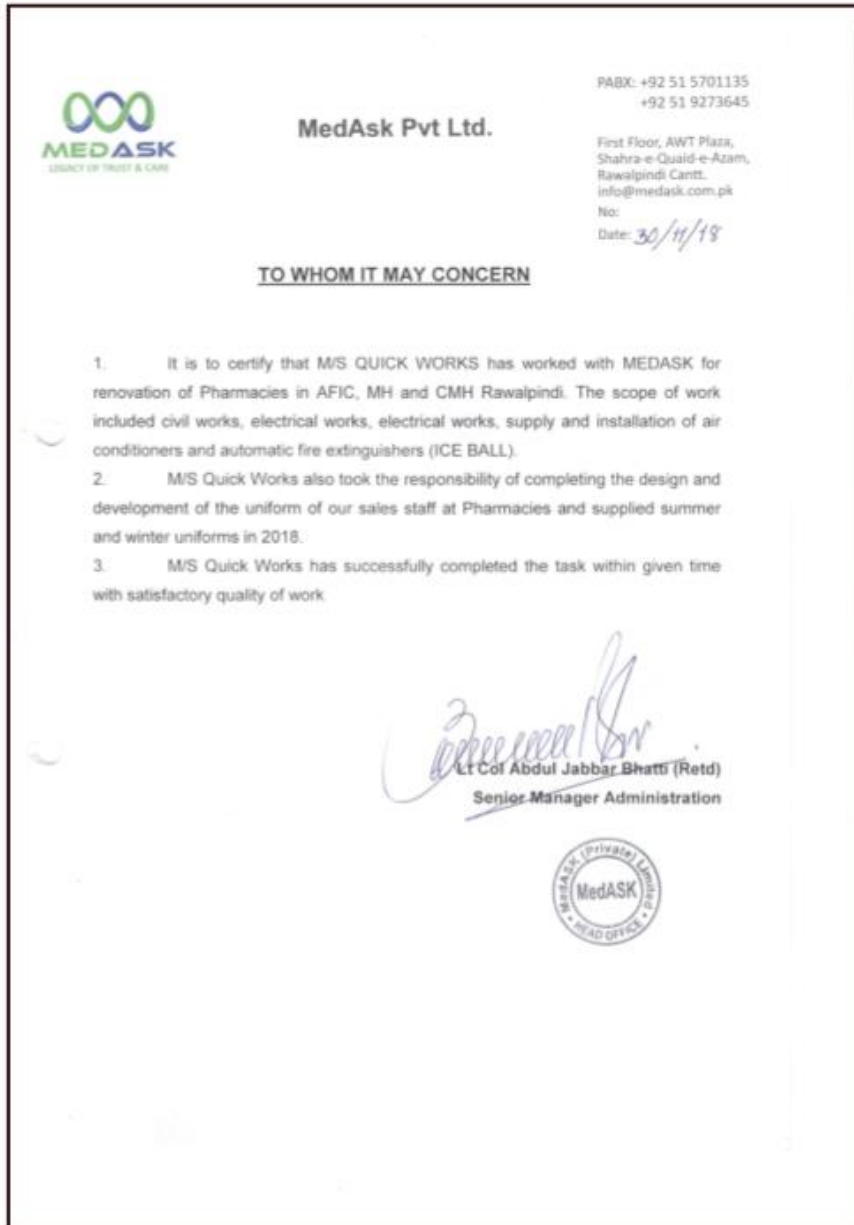 MEDASK
LEGACY OF TRUST & CARE
MedAsk Pvt Ltd.
PABX: +92 51 5701135
+92 51 9273645
First Floor, AWT Plaza,
Shahra-e-Quaid-e-Azam,
Rawalpindi Cantt.
info@medask.com.pk
No:
Date: 30/11/18
TO WHOM IT MAY CONCERN
1. It is to certify that M/S QUICK WORKS has worked with MEDASK for
renovation of Pharmacies in AFIC, MH and CMH Rawalpindi. The scope of work
included civil works, electrical works, electrical works, supply and installation of air
conditioners and automatic fire extinguishers (ICE BALL).
2. M/S Quick Works also took the responsibility of completing the design and
development of the uniform of our sales staff at Pharmacies and supplied summer
and winter uniforms in 2018.
3. M/S Quick Works has successfully completed the task within given time
with satisfactory quality of work
Lt Col Abdul Jabbar Bhatti (Retd)
Senior Manager Administration
MedASK (Private) Limited
MedASK
HEAD OFFICE